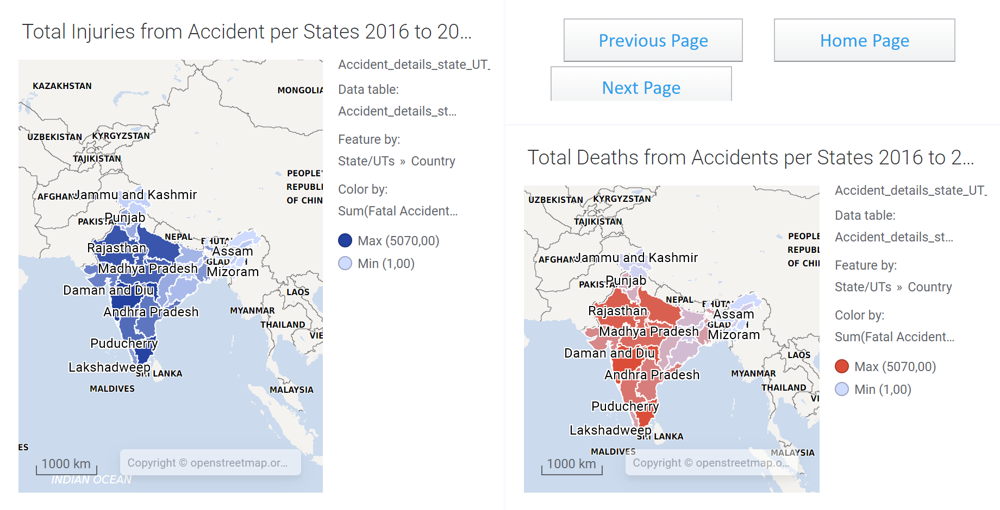 Total Injuries from Accident per States 2016 to 20...
KAZAKHSTAN
MONGOLIA
UZBEKISTAN
KYRGYZSTAN
TAJIKISTAN
PEOPLE'
REPUBLI
OF CHIN
AFGHAN
Jammu and Kashmir
PAKISTA
Punjab
NEPAL
BHUTA
Rajasthan
Assam
GLAD
Madhya Pradesh
Mizoram
Daman and Diu
LAOS
Andhra Pradesh
MYANMAR
THAILAND
VIE
Puducherry
Lakshadweep
SRI LANKA
MALDIVES
MALAYSIA
ES
1000 km
Copyright © openstreetmap.or...
INDIAN OCEAN
Accident_details_state_UT_
Data table:
Accident_details_st...
Feature by:
State/UTs » Country
Color by:
Sum(Fatal Accident...
Max (5070,00)
Min (1,00)
Previous Page
Home Page
Next Page
Total Deaths from Accidents per States 2016 to 2...
UZBEKISTAN
KYRGYZSTAN
TAJIKISTAN
PEOPLE
REPUBL
OF CHI
AFGHAN
Jammu and Kashmir
PAKISTA
Punjab
NEPAL
BHUTA
Rajasthan
Assam
GLAD
Madhya Pradesh
Mizoram
Daman and Diu
LAOS
Andhra Pradesh
MYANMAR
THAILAND
VI
Puducherry
Lakshadweep
SRI LANKA
MALDIVES
MALAYSIA
1000 km
Copyright © openstreetmap.o...
Accident_details_state_UT_
Data table:
Accident_details_st...
Feature by:
State/UTs » Country
Color by:
Sum(Fatal Accident...
Max (5070,00)
Min (1,00)